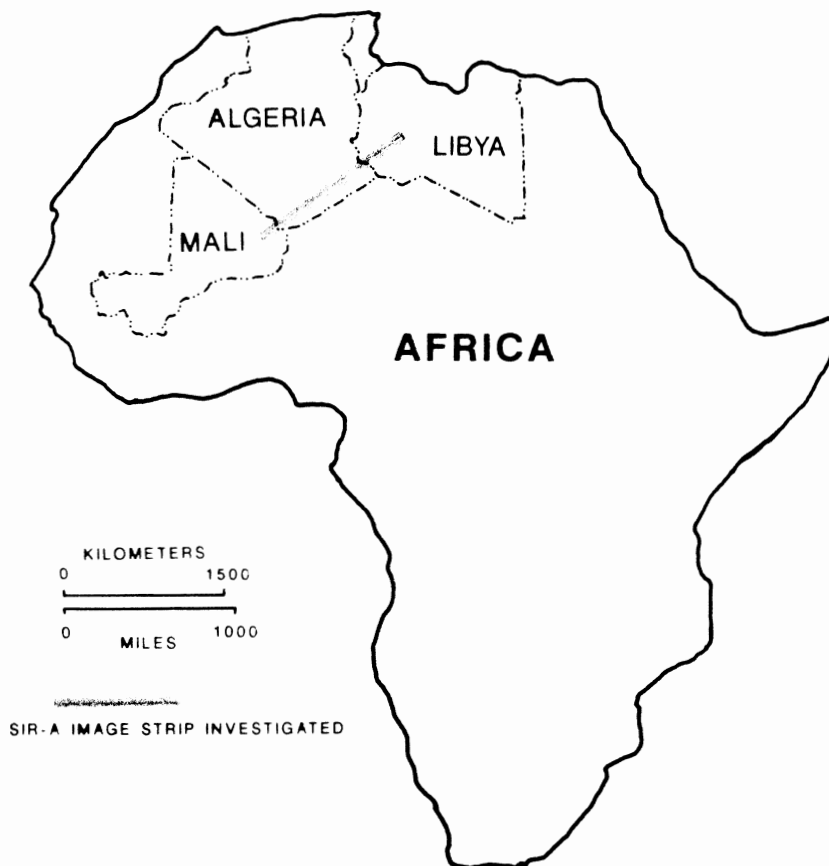 ALGERIA
LIBYA
MALI
AFRICA
KILOMETERS
0 1500
0 1000
MILES
SIR-A IMAGE STRIP INVESTIGATED